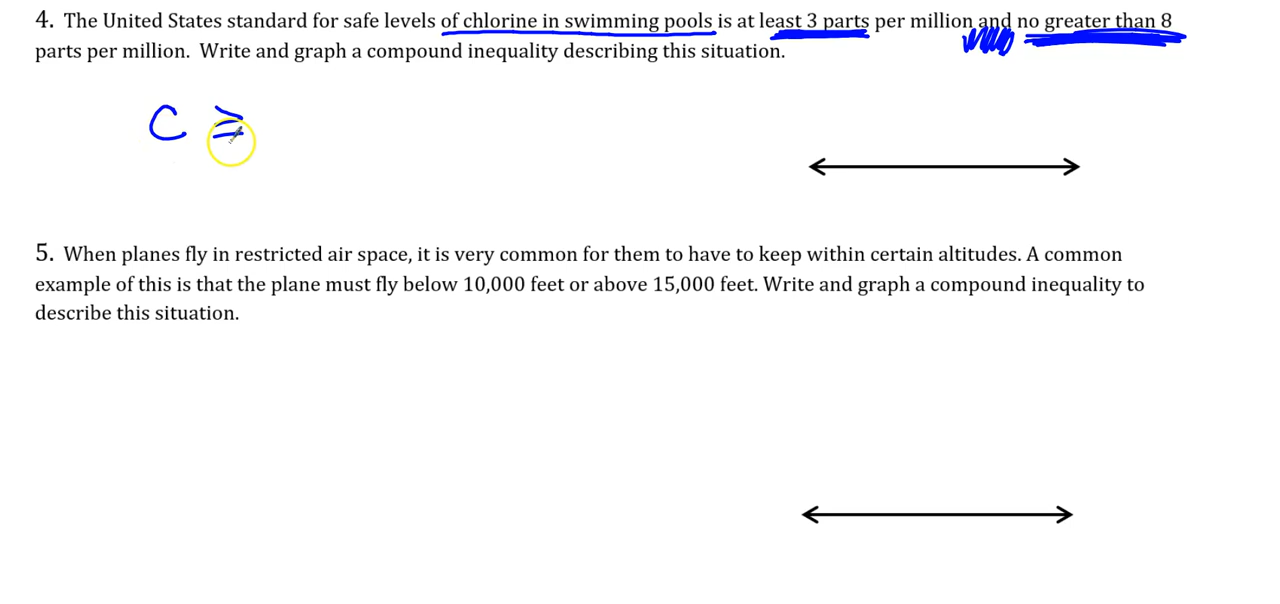 4. The United States standard for safe levels of chlorine in swimming pools is at least 3 parts per million and no greater than 8
parts per million. Write and graph a compound inequality describing this situation.
C ≥
5. When planes fly in restricted air space, it is very common for them to have to keep within certain altitudes. A common
example of this is that the plane must fly below 10,000 feet or above 15,000 feet. Write and graph a compound inequality to
describe this situation.